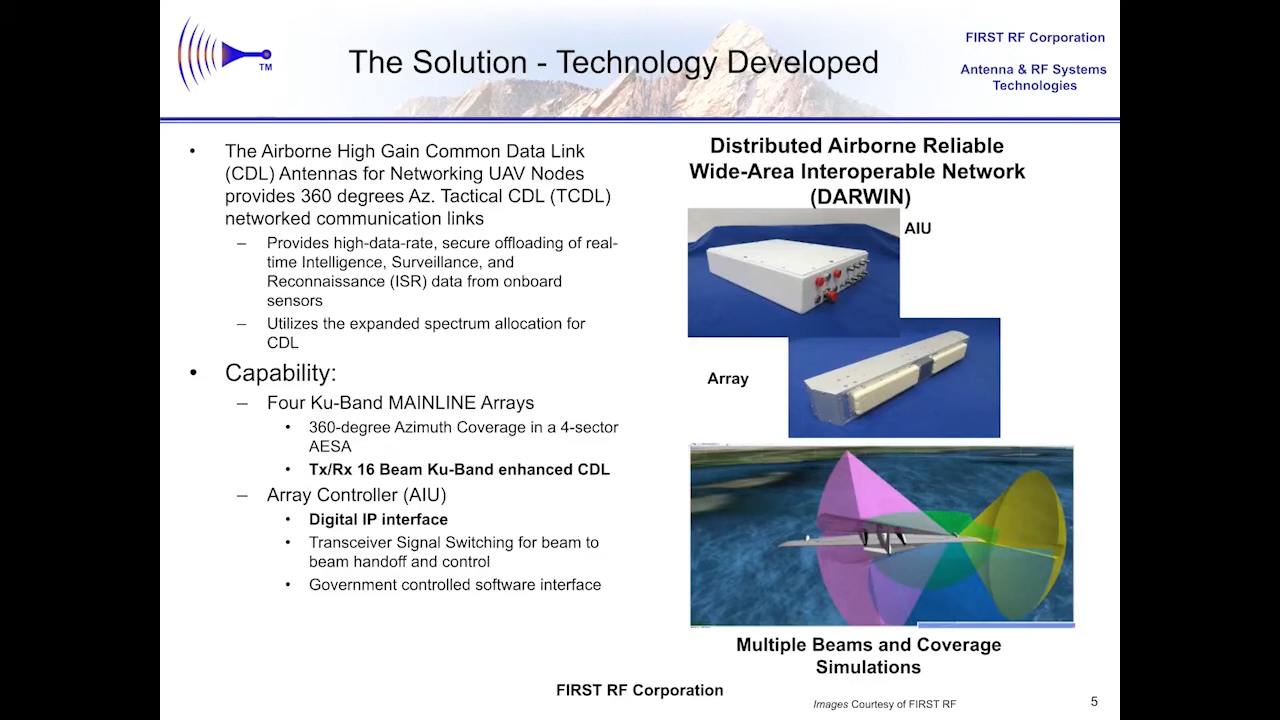 TM
The Solution - Technology Developed
FIRST RF Corporation
Antenna & RF Systems
Technologies
• The Airborne High Gain Common Data Link
(CDL) Antennas for Networking UAV Nodes
provides 360 degrees Az. Tactical CDL (TCDL)
networked communication links
– Provides high-data-rate, secure offloading of real-
time Intelligence, Surveillance, and
Reconnaissance (ISR) data from onboard
sensors
– Utilizes the expanded spectrum allocation for
CDL
• Capability:
– Four Ku-Band MAINLINE Arrays
• 360-degree Azimuth Coverage in a 4-sector
AESA
• Tx/Rx 16 Beam Ku-Band enhanced CDL
– Array Controller (AIU)
• Digital IP interface
• Transceiver Signal Switching for beam to
beam handoff and control
• Government controlled software interface
Distributed Airborne Reliable
Wide-Area Interoperable Network
(DARWIN)
AIU
Array
Multiple Beams and Coverage
Simulations
FIRST RF Corporation
Images Courtesy of FIRST RF
5